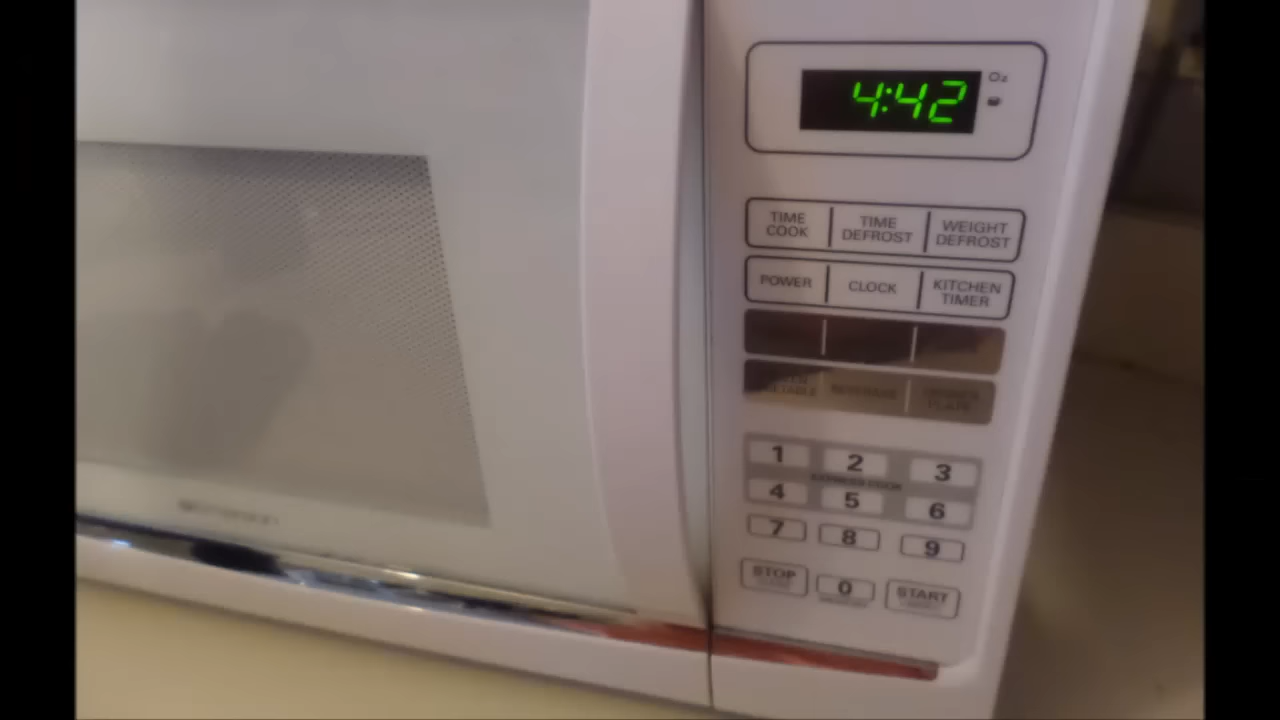 4:42
Oz
TIME COOK
TIME DEFROST
WEIGHT DEFROST
POWER
CLOCK
KITCHEN TIMER
1
2
3
4
5
6
7
8
9
STOP
0
START